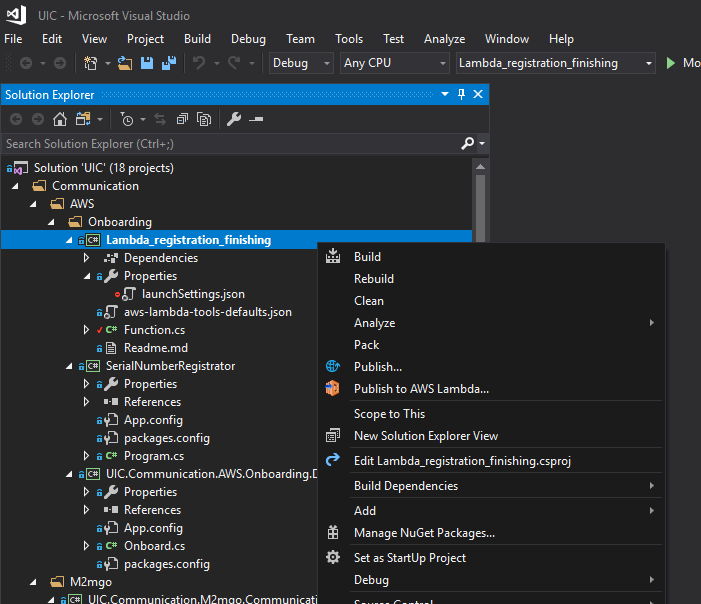 UIC - Microsoft Visual Studio
File Edit View Project Build Debug Team Tools Test Analyze Window Help
Debug Any CPU Lambda_registration_finishing Mo
Solution Explorer
Search Solution Explorer (Ctrl+;)
Solution 'UIC' (18 projects)
Communication
AWS
Onboarding
C# Lambda_registration_finishing
Dependencies
Properties
launchSettings.json
aws-lambda-tools-defaults.json
C# Function.cs
Readme.md
C# SerialNumberRegistrator
Properties
References
App.config
packages.config
C# Program.cs
C# UIC.Communication.AWS.Onboarding.D
Properties
References
App.config
C# Onboard.cs
packages.config
M2mgo
C# UIC.Communication.M2mgo.Communication
Build
Rebuild
Clean
Analyze
Pack
Publish...
Publish to AWS Lambda...
Scope to This
New Solution Explorer View
Edit Lambda_registration_finishing.csproj
Build Dependencies
Add
Manage NuGet Packages...
Set as StartUp Project
Debug
Source Control